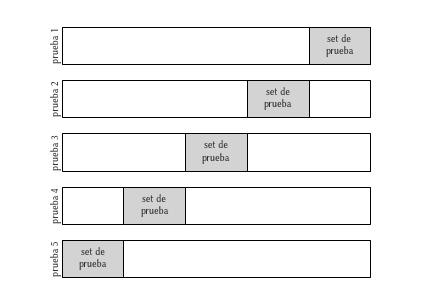 prueba 1
set de
prueba
prueba 2
set de
prueba
prueba 3
set de
prueba
prueba 4
set de
prueba
prueba 5
set de
prueba